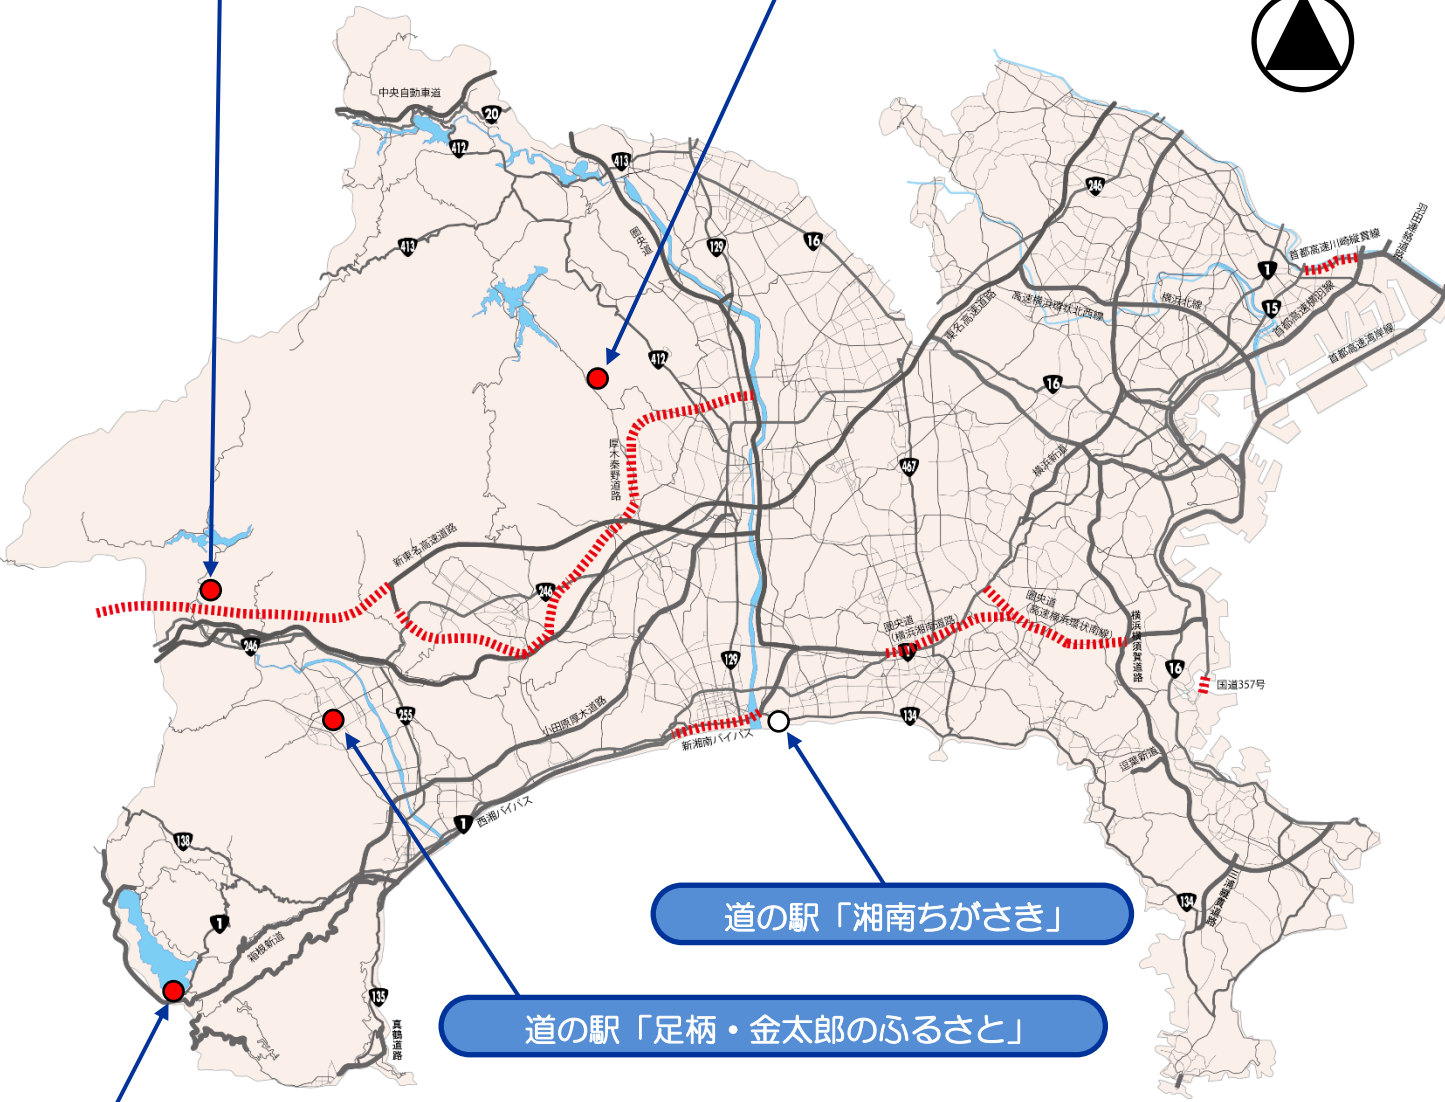 中央自動車道
20
412
413
圏央道
129
16
413
246
羽田連絡道路
首都高速川崎縦貫線
1
15
首都高速横羽線
首都高速湾岸線
高速横浜環状北西線
横浜北線
東名高速道路
412
16
厚木秦野道路
467
横浜新道
新東名高速道路
246
圏央道
(高速横浜環状南線)
圏央道
(横浜湘南道路)
1
横浜横須賀道路
246
129
16
国道357号
255
小田原厚木道路
新湘南バイパス
134
逗葉新道
1
西湘バイパス
138
道の駅「湘南ちがさき」
134
三浦縦貫道路
1
箱根新道
135
真鶴道路
道の駅「足柄・金太郎のふるさと」